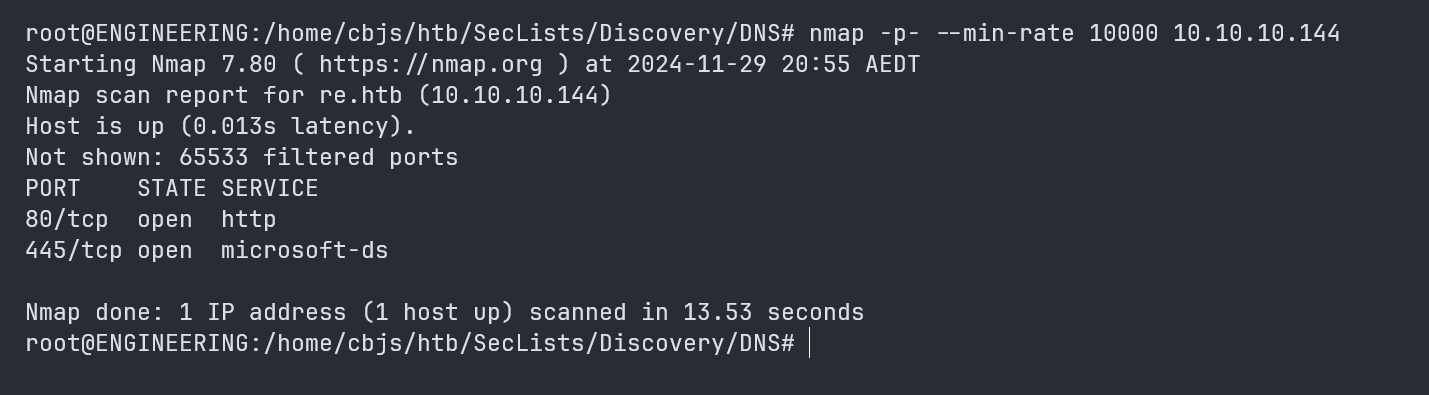 root@ENGINEERING:/home/cbjs/htb/SecLists/Discovery/DNS# nmap -p- --min-rate 10000 10.10.10.144
Starting Nmap 7.80 ( https://nmap.org ) at 2024-11-29 20:55 AEDT
Nmap scan report for re.htb (10.10.10.144)
Host is up (0.013s latency).
Not shown: 65533 filtered ports
PORT    STATE SERVICE
80/tcp  open  http
445/tcp open  microsoft-ds
Nmap done: 1 IP address (1 host up) scanned in 13.53 seconds
root@ENGINEERING:/home/cbjs/htb/SecLists/Discovery/DNS#